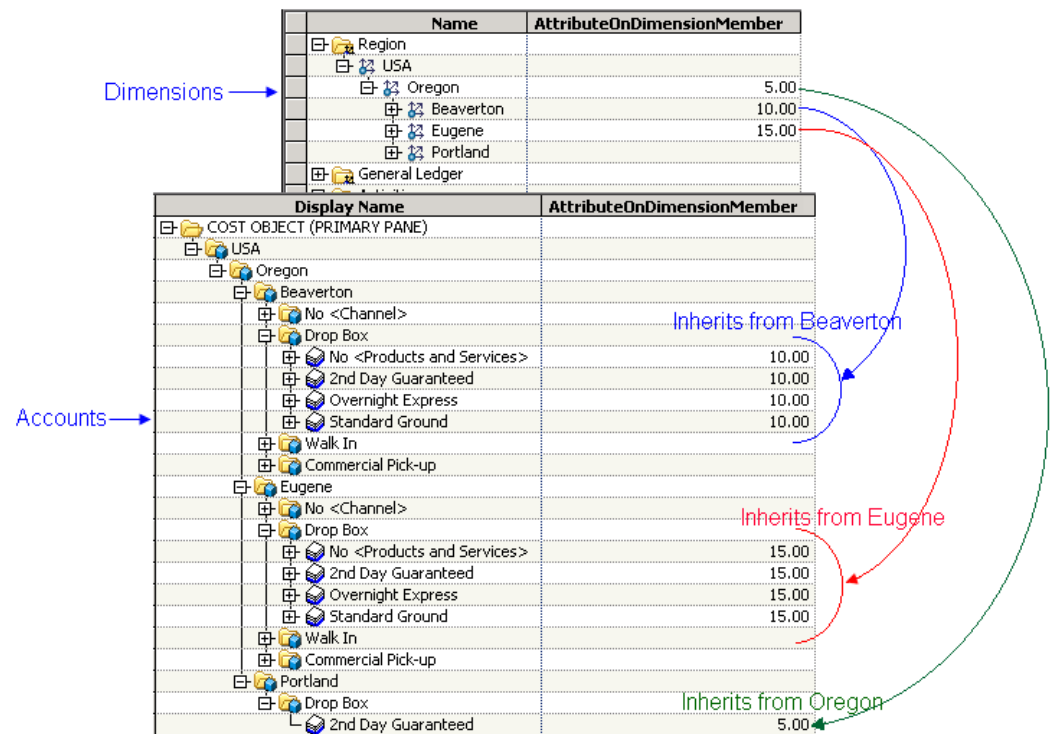 Name AttributeOnDimensionMember
Region
USA
Dimensions
Oregon 5.00
Beaverton 10.00
Eugene 15.00
Portland
General Ledger
Display Name AttributeOnDimensionMember
COST OBJECT (PRIMARY PANE)
USA
Oregon
Beaverton
No <Channel>
Inherits from Beaverton
Drop Box
No <Products and Services> 10.00
2nd Day Guaranteed 10.00
Overnight Express 10.00
Accounts
Standard Ground 10.00
Walk In
Commercial Pick-up
Eugene
No <Channel>
Inherits from Eugene
Drop Box
No <Products and Services> 15.00
2nd Day Guaranteed 15.00
Overnight Express 15.00
Standard Ground 15.00
Walk In
Commercial Pick-up
Portland
Drop Box
Inherits from Oregon
2nd Day Guaranteed 5.00